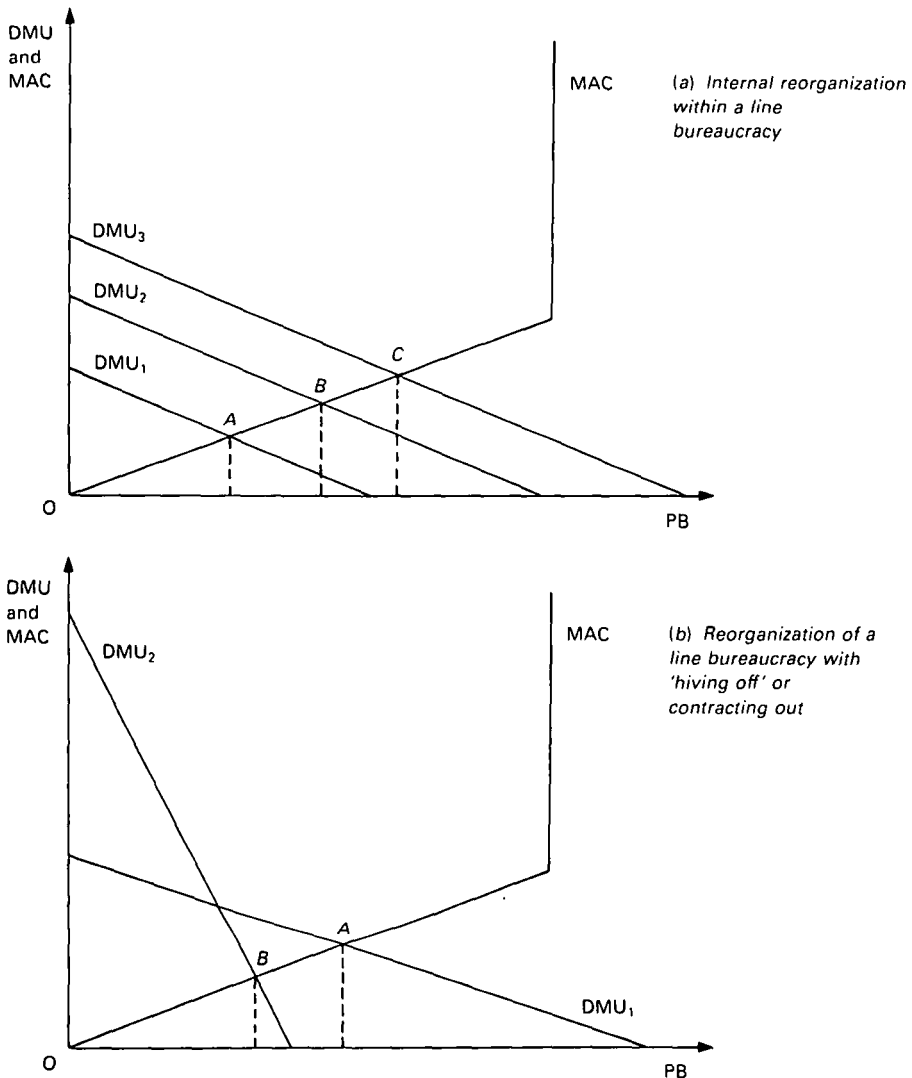 DMU
and
MAC
MAC
(a) Internal reorganization
within a line
bureaucracy
DMU₃
DMU₂
DMU₁
A
B
C
O
PB
DMU
and
MAC
MAC
(b) Reorganization of a
line bureaucracy with
'hiving off' or
contracting out
DMU₂
A
B
DMU₁
O
PB